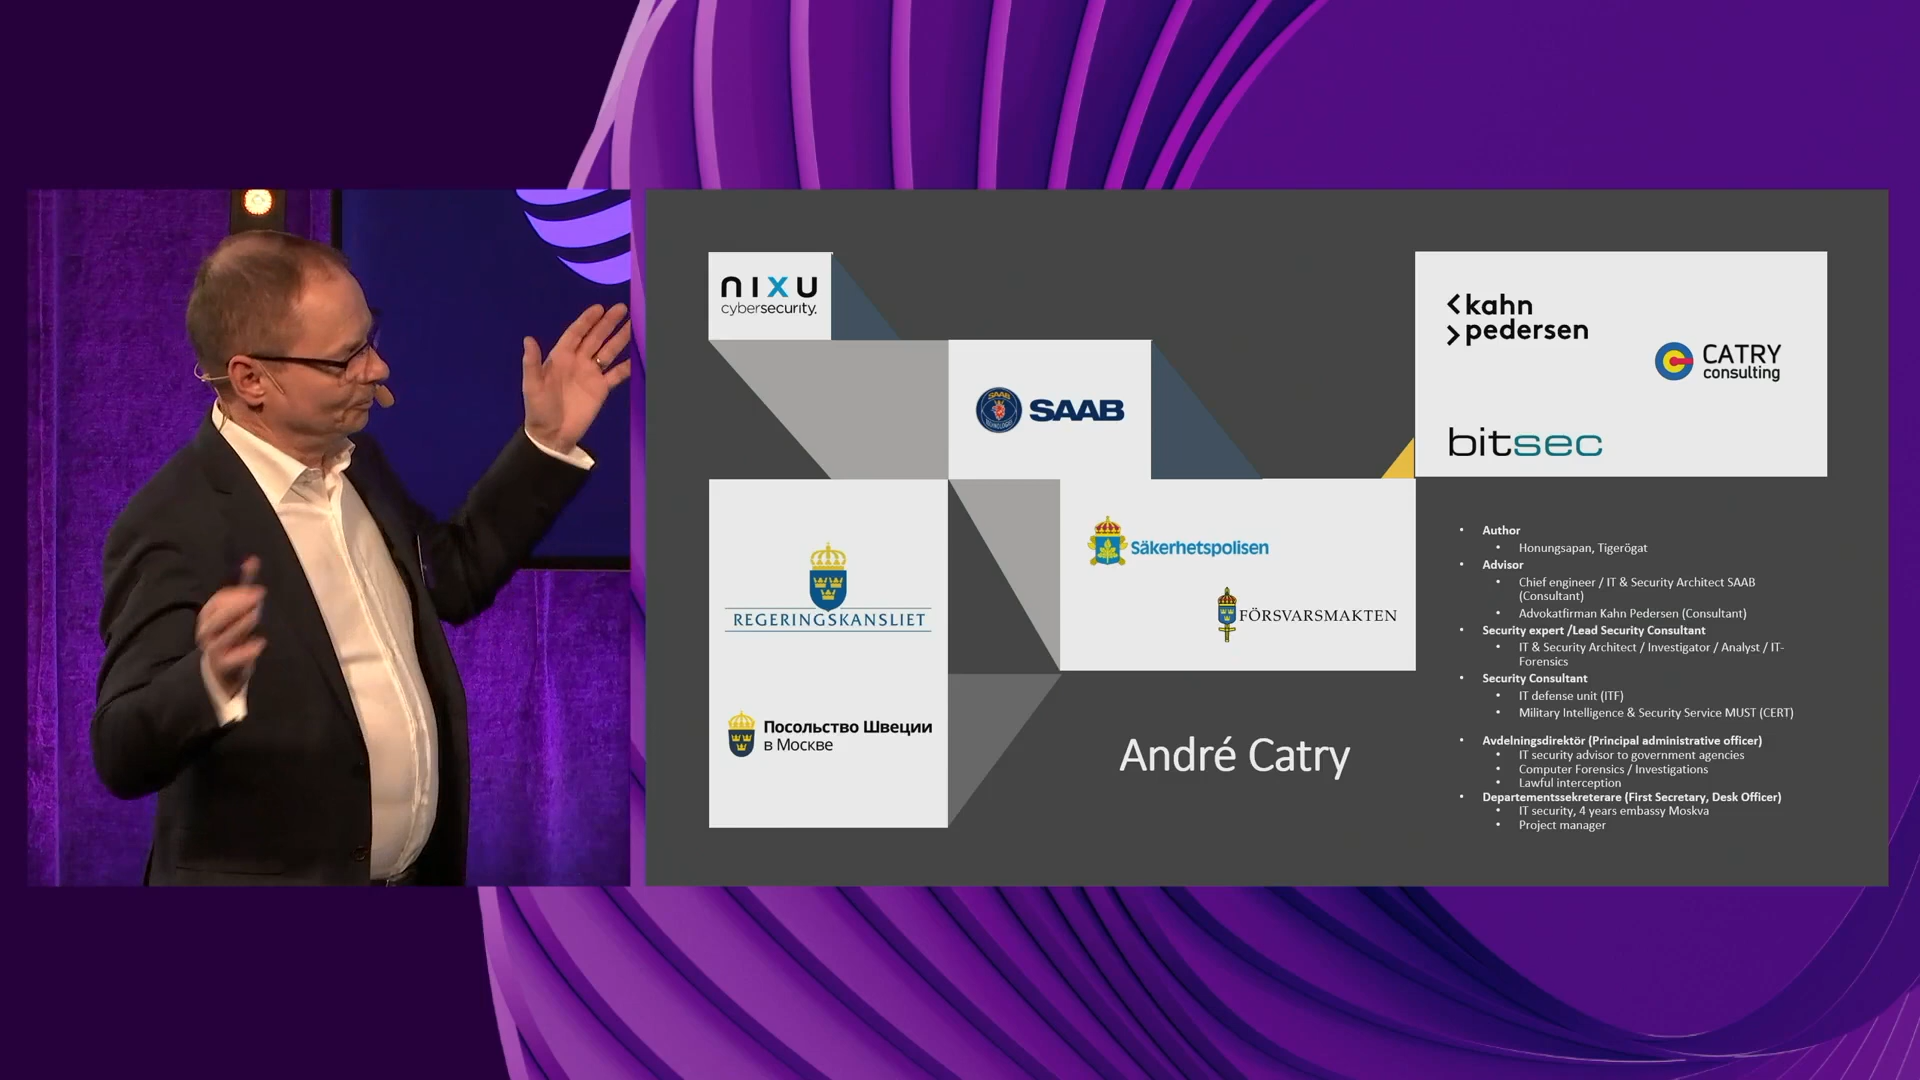 NIXU
cybersecurity.
SAAB
SAAB
kahn
pedersen
CATRY
consulting
bitsec
REGERINGSKANSLIET
Посольство Швеции
в Москве
Säkerhetspolisen
FÖRSVARSMAKTEN
André Catry
• Author
• Honungsapan, Tigerögat
• Advisor
• Chief engineer / IT & Security Architect SAAB
(Consultant)
• Advokatfirman Kahn Pedersen (Consultant)
• Security expert /Lead Security Consultant
• IT & Security Architect / Investigator / Analyst / IT-
Forensics
• Security Consultant
• IT defense unit (ITF)
• Military Intelligence & Security Service MUST (CERT)
• Avdelningsdirektör (Principal administrative officer)
• IT security advisor to government agencies
• Computer Forensics / Investigations
• Lawful interception
• Departementssekreterare (First Secretary, Desk Officer)
• IT security, 4 years embassy Moskva
• Project manager